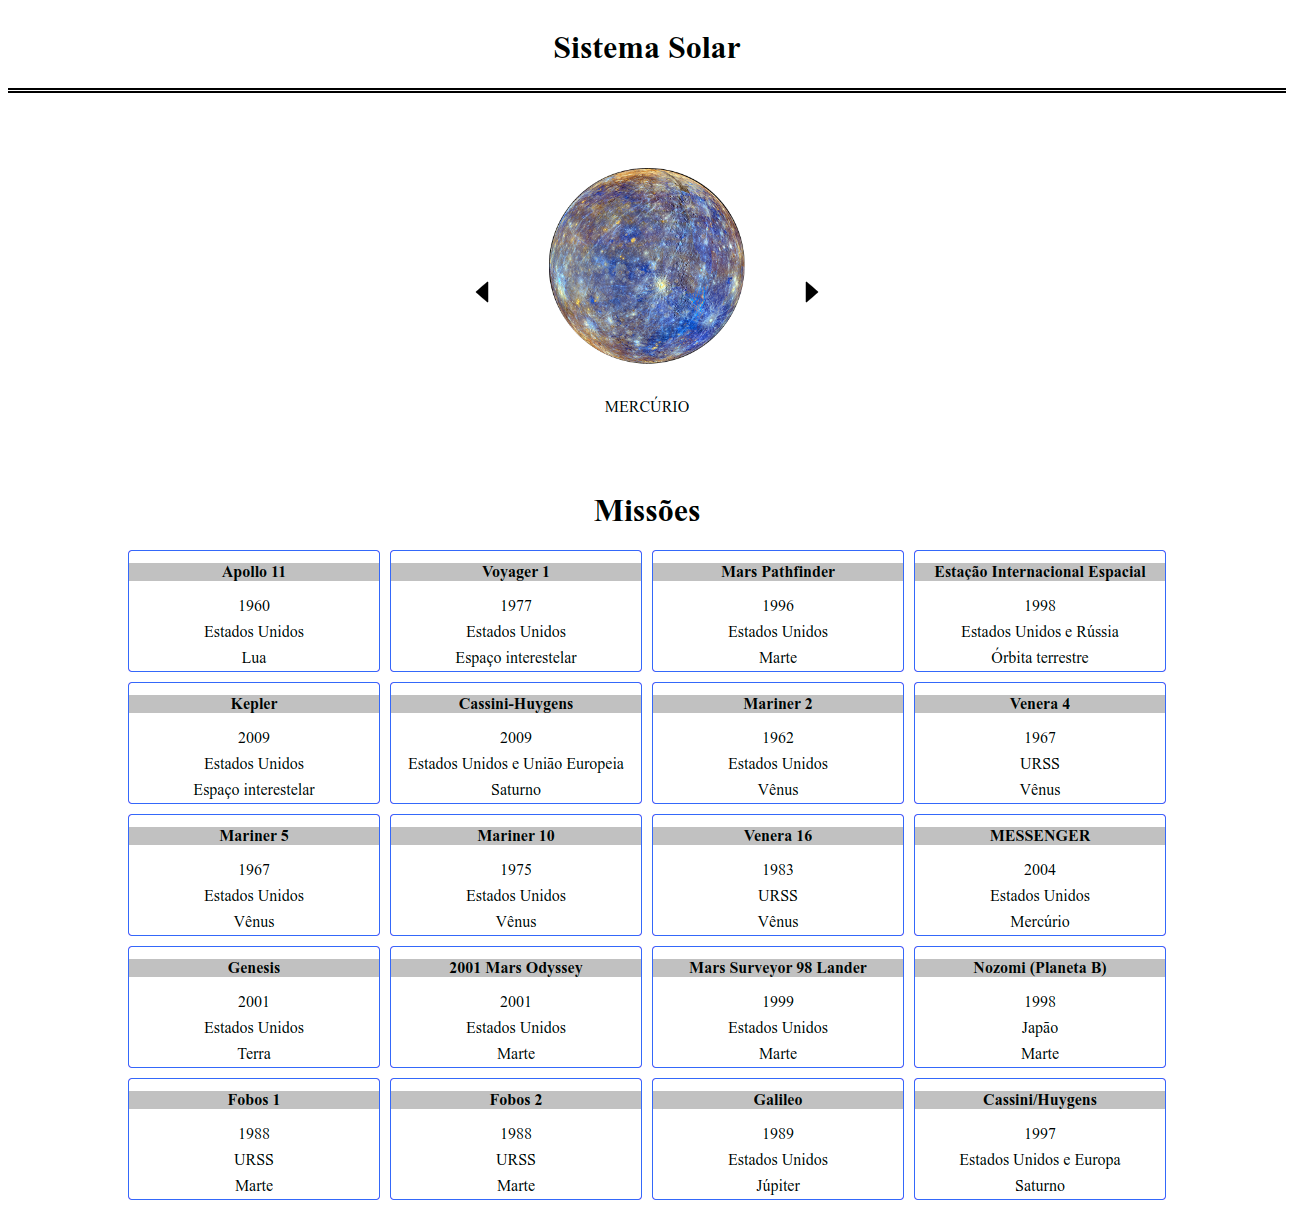 Sistema Solar
MERCÚRIO
Missões
Apollo 11
1960
Estados Unidos
Lua
Voyager 1
1977
Estados Unidos
Espaço interestelar
Mars Pathfinder
1996
Estados Unidos
Marte
Estação Internacional Espacial
1998
Estados Unidos e Rússia
Órbita terrestre
Kepler
2009
Estados Unidos
Espaço interestelar
Cassini-Huygens
2009
Estados Unidos e União Europeia
Saturno
Mariner 2
1962
Estados Unidos
Vênus
Venera 4
1967
URSS
Vênus
Mariner 5
1967
Estados Unidos
Vênus
Mariner 10
1975
Estados Unidos
Vênus
Venera 16
1983
URSS
Vênus
MESSENGER
2004
Estados Unidos
Mercúrio
Genesis
2001
Estados Unidos
Terra
2001 Mars Odyssey
2001
Estados Unidos
Marte
Mars Surveyor 98 Lander
1999
Estados Unidos
Marte
Nozomi (Planeta B)
1998
Japão
Marte
Fobos 1
1988
URSS
Marte
Fobos 2
1988
URSS
Marte
Galileo
1989
Estados Unidos
Júpiter
Cassini/Huygens
1997
Estados Unidos e Europa
Saturno